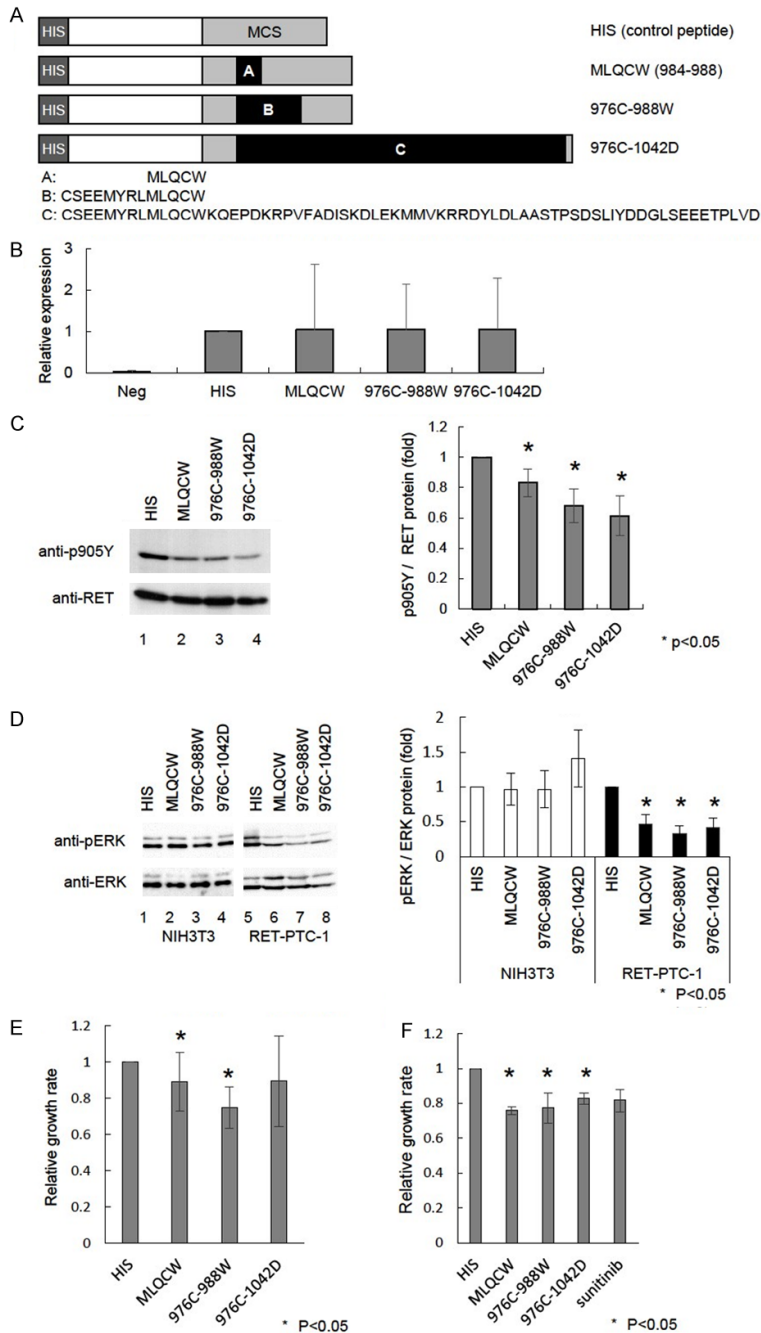 A
HIS MCS HIS (control peptide)
HIS A MLQCW (984-988)
HIS B 976C-988W
HIS C 976C-1042D
A: MLQCW
B: CSEEMYRLMLQCW
C: CSEEMYRLMLQCWKQEPDKRPVFADISKDLEKMMVKRRDYLDLAASTPSDSLIYDDGLSEEETPLVD
B
Relative expression
3
2
1
0
Neg HIS MLQCW 976C-988W 976C-1042D
C
HIS MLQCW 976C-988W 976C-1042D
anti-p905Y
anti-RET
1 2 3 4
p905Y / RET protein (fold)
1.2
1
0.8
0.6
0.4
0.2
0
* * *
HIS MLQCW 976C-988W 976C-1042D
* p<0.05
D
HIS MLQCW 976C-988W 976C-1042D HIS MLQCW 976C-988W 976C-1042D
anti-pERK
anti-ERK
1 2 3 4 5 6 7 8
NIH3T3 RET-PTC-1
pERK / ERK protein (fold)
2
1.5
1
0.5
0
* * *
HIS MLQCW 976C-988W 976C-1042D HIS MLQCW 976C-988W 976C-1042D
NIH3T3 RET-PTC-1
* P<0.05
E
Relative growth rate
1.2
1
0.8
0.6
0.4
0.2
0
* *
HIS MLQCW 976C-988W 976C-1042D
* P<0.05
F
Relative growth rate
1.2
1
0.8
0.6
0.4
0.2
0
* * *
HIS MLQCW 976C-988W 976C-1042D sunitinib
* P<0.05